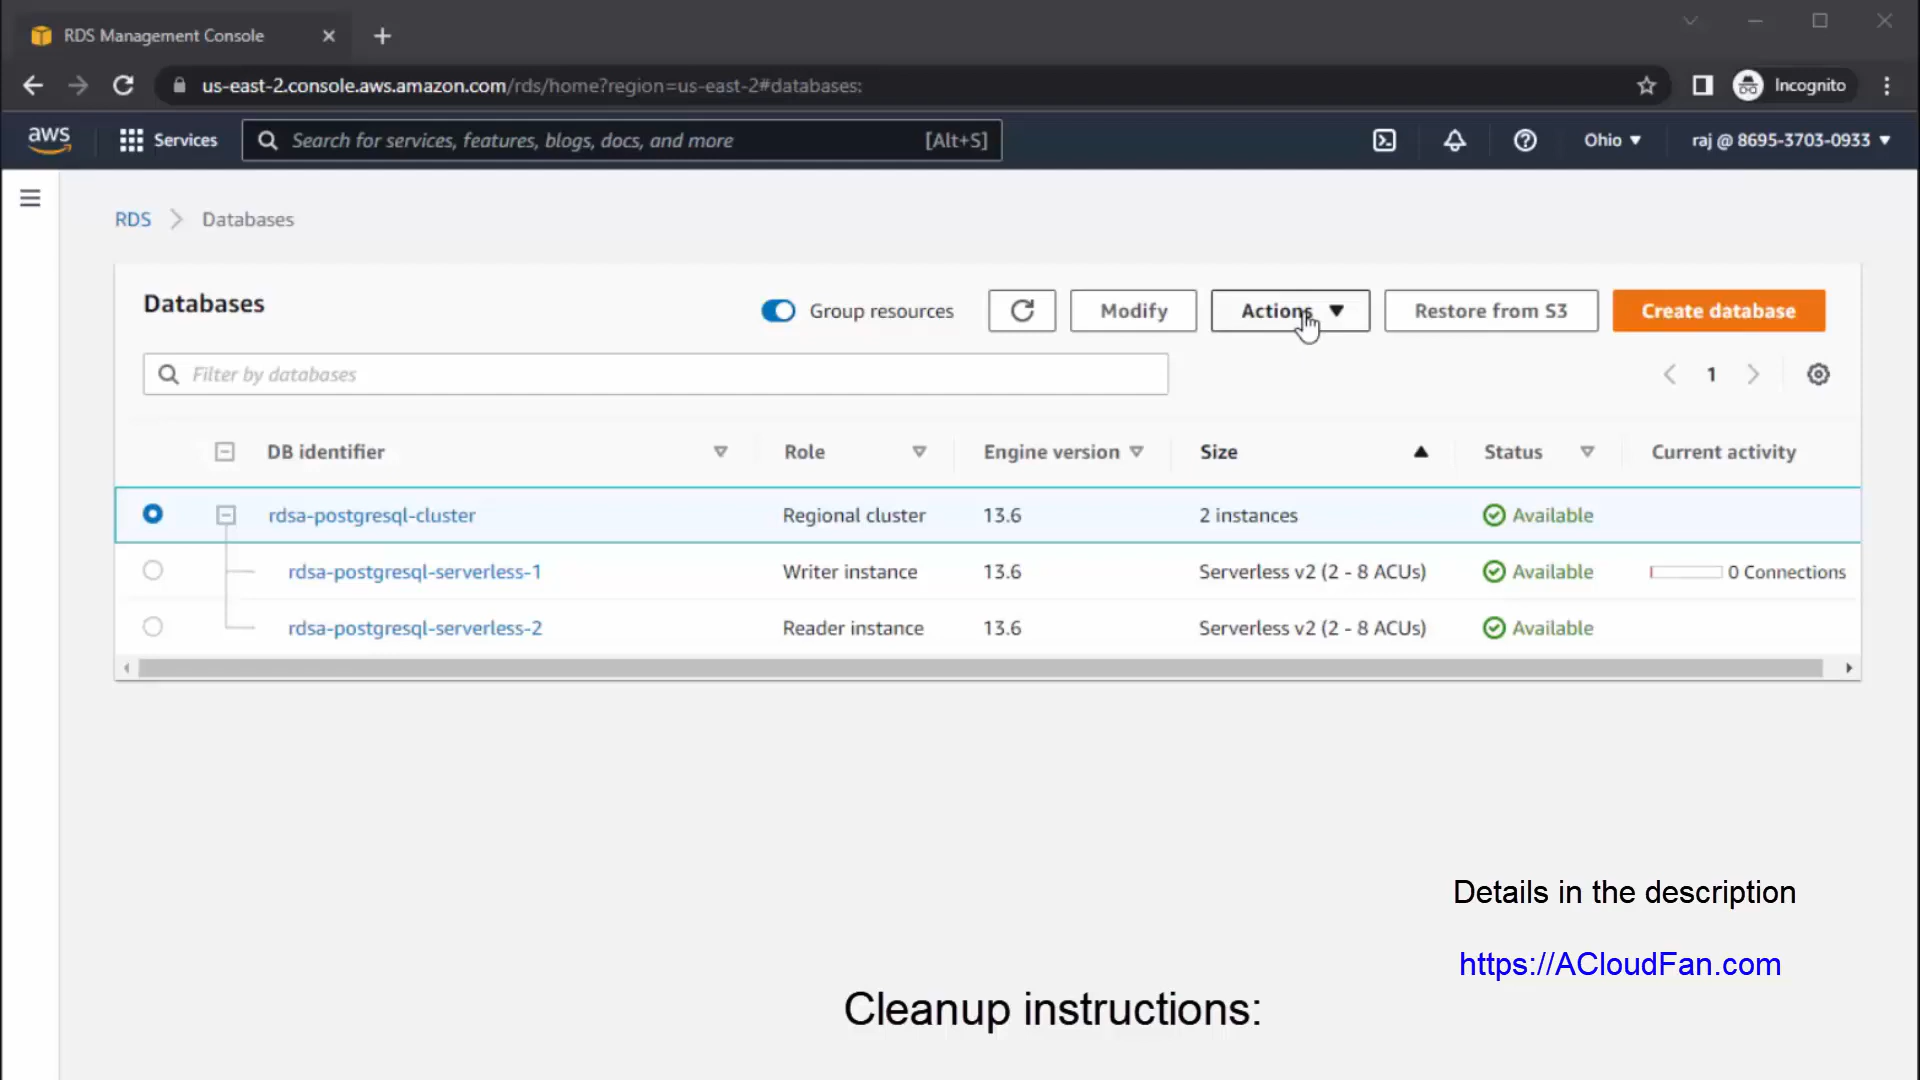 RDS Management Console
us-east-2.console.aws.amazon.com/rds/home?region=us-east-2#databases:
Incognito
aws
Services
Search for services, features, blogs, docs, and more
[Alt+S]
Ohio
raj @ 8695-3703-0933
RDS
Databases
Databases
Group resources
Modify
Actions
Restore from S3
Create database
Filter by databases
1
DB identifier Role Engine version Size Status Current activity
rdsa-postgresql-cluster Regional cluster 13.6 2 instances Available
rdsa-postgresql-serverless-1 Writer instance 13.6 Serverless v2 (2 - 8 ACUs) Available 0 Connections
rdsa-postgresql-serverless-2 Reader instance 13.6 Serverless v2 (2 - 8 ACUs) Available
Details in the description
https://ACloudFan.com
Cleanup instructions: